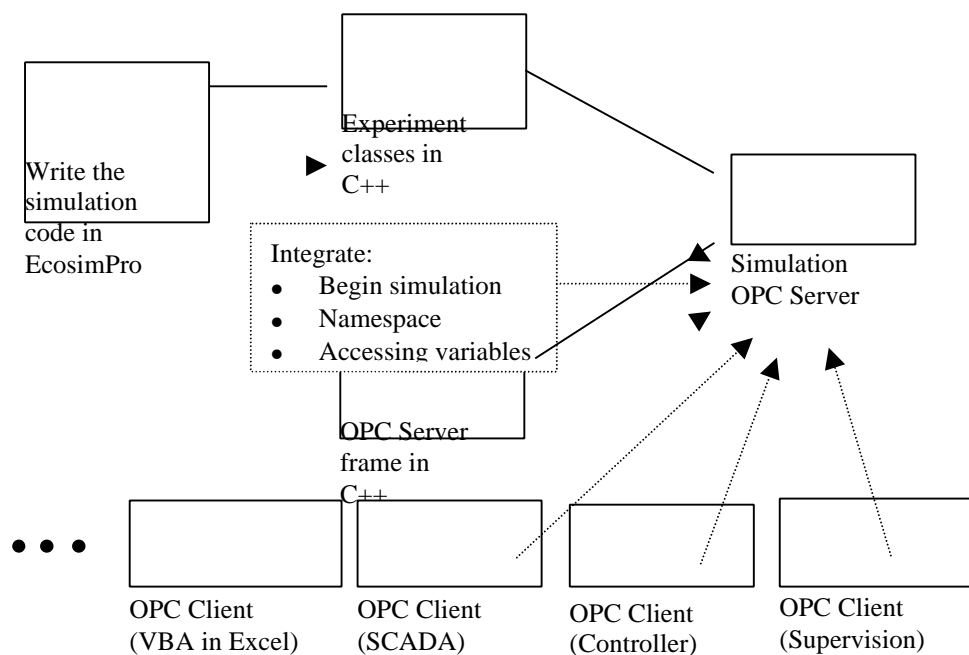 Experiment
classes in
C++
Write the
simulation
code in
EcosimPro
Integrate:
● Begin simulation
● Namespace
● Accessing variables
Simulation
OPC Server
OPC Server
frame in
C++
OPC Client
(VBA in Excel)
OPC Client
(SCADA)
OPC Client
(Controller)
OPC Client
(Supervision)